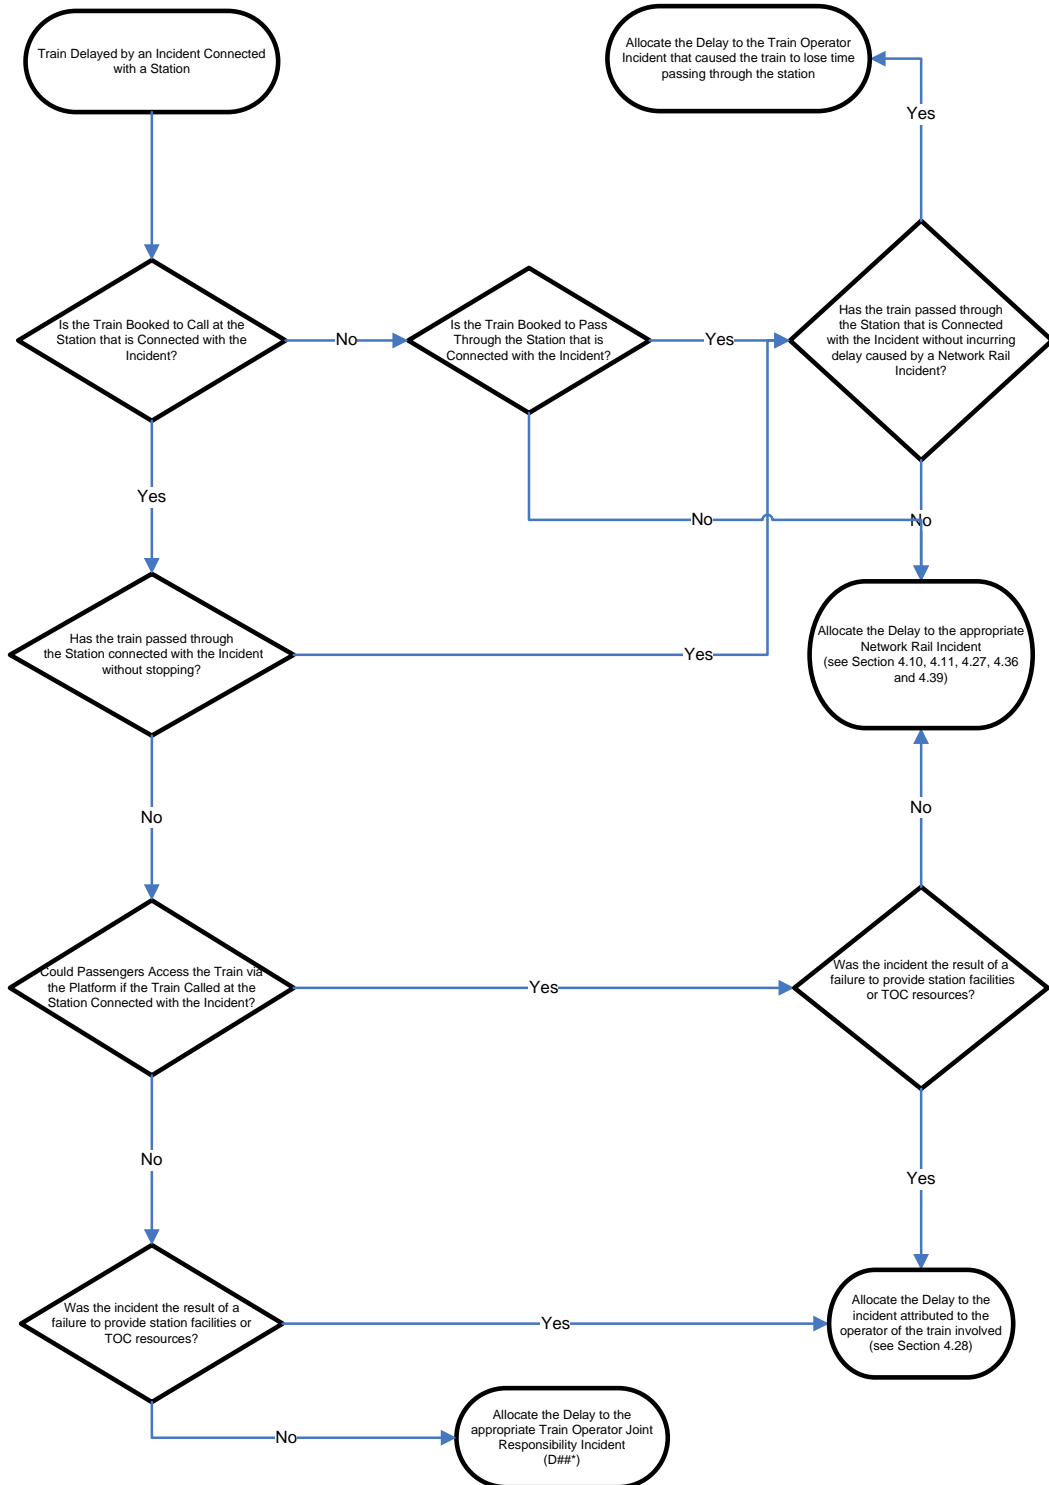 Train Delayed by an Incident Connected
with a Station
Allocate the Delay to the Train Operator
Incident that caused the train to lose time
passing through the station
Yes
Is the Train Booked to Call at the
Station that is Connected with the
Incident?
No
Is the Train Booked to Pass
Through the Station that is
Connected with the Incident?
Yes
Has the train passed through
the Station that is Connected
with the Incident without incurring
delay caused by a Network Rail
Incident?
Yes
No
No
Has the train passed through
the Station connected with the Incident
without stopping?
Yes
Allocate the Delay to the appropriate
Network Rail Incident
(see Section 4.10, 4.11, 4.27, 4.36
and 4.39)
No
No
Could Passengers Access the Train via
the Platform if the Train Called at the
Station Connected with the Incident?
Yes
Was the incident the result of a
failure to provide station facilities
or TOC resources?
No
Yes
Was the incident the result of a
failure to provide station facilities or
TOC resources?
Yes
Allocate the Delay to the
incident attributed to the
operator of the train involved
(see Section 4.28)
No
Allocate the Delay to the
appropriate Train Operator Joint
Responsibility Incident
(D##*)